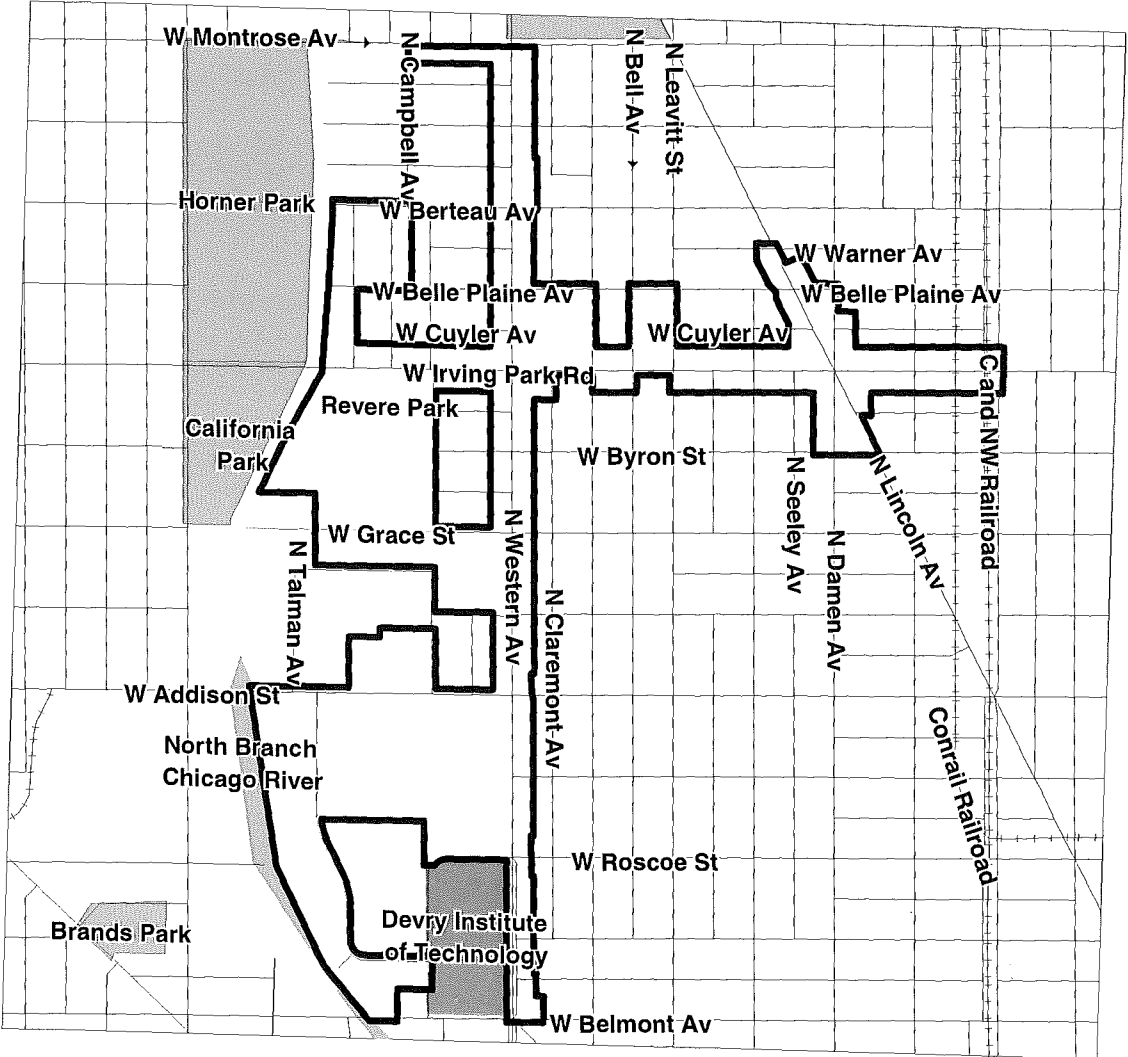 W Montrose Av
N Campbell Av
N Bell Av
N Leavitt St
Horner Park
W Berteau Av
W Warner Av
W Belle Plaine Av
W Belle Plaine Av
W Cuyler Av
W Cuyler Av
W Irving Park Rd
C and NW Railroad
Revere Park
California
Park
W Byron St
N Seeley Av
N Lincoln Av
W Grace St
N Western Av
N Talman Av
N Damen Av
N Claremont Av
W Addison St
North Branch
Chicago River
Conrail Railroad
W Roscoe St
Devry Institute
of Technology
Brands Park
W Belmont Av